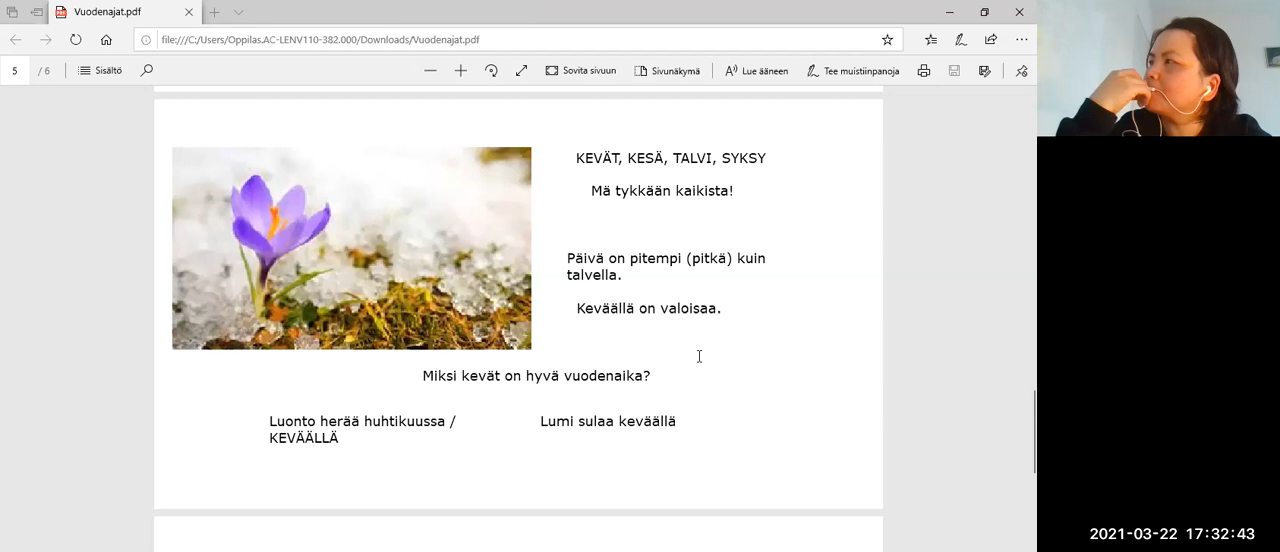 Vuodenajat.pdf
file:///C:/Users/Oppilas.AC-LENV110-382.000/Downloads/Vuodenajat.pdf
5 / 6 Sisältö Sovita sivuun Sivunäkymä Lue ääneen Tee muistiinpanoja
KEVÄT, KESÄ, TALVI, SYKSY
Mä tykkään kaikista!
Päivä on pitempi (pitkä) kuin
talvella.
Keväällä on valoisaa.
Miksi kevät on hyvä vuodenaika?
Luonto herää huhtikuussa /
KEVÄÄLLÄ
Lumi sulaa keväällä
2021-03-22 17:32:43